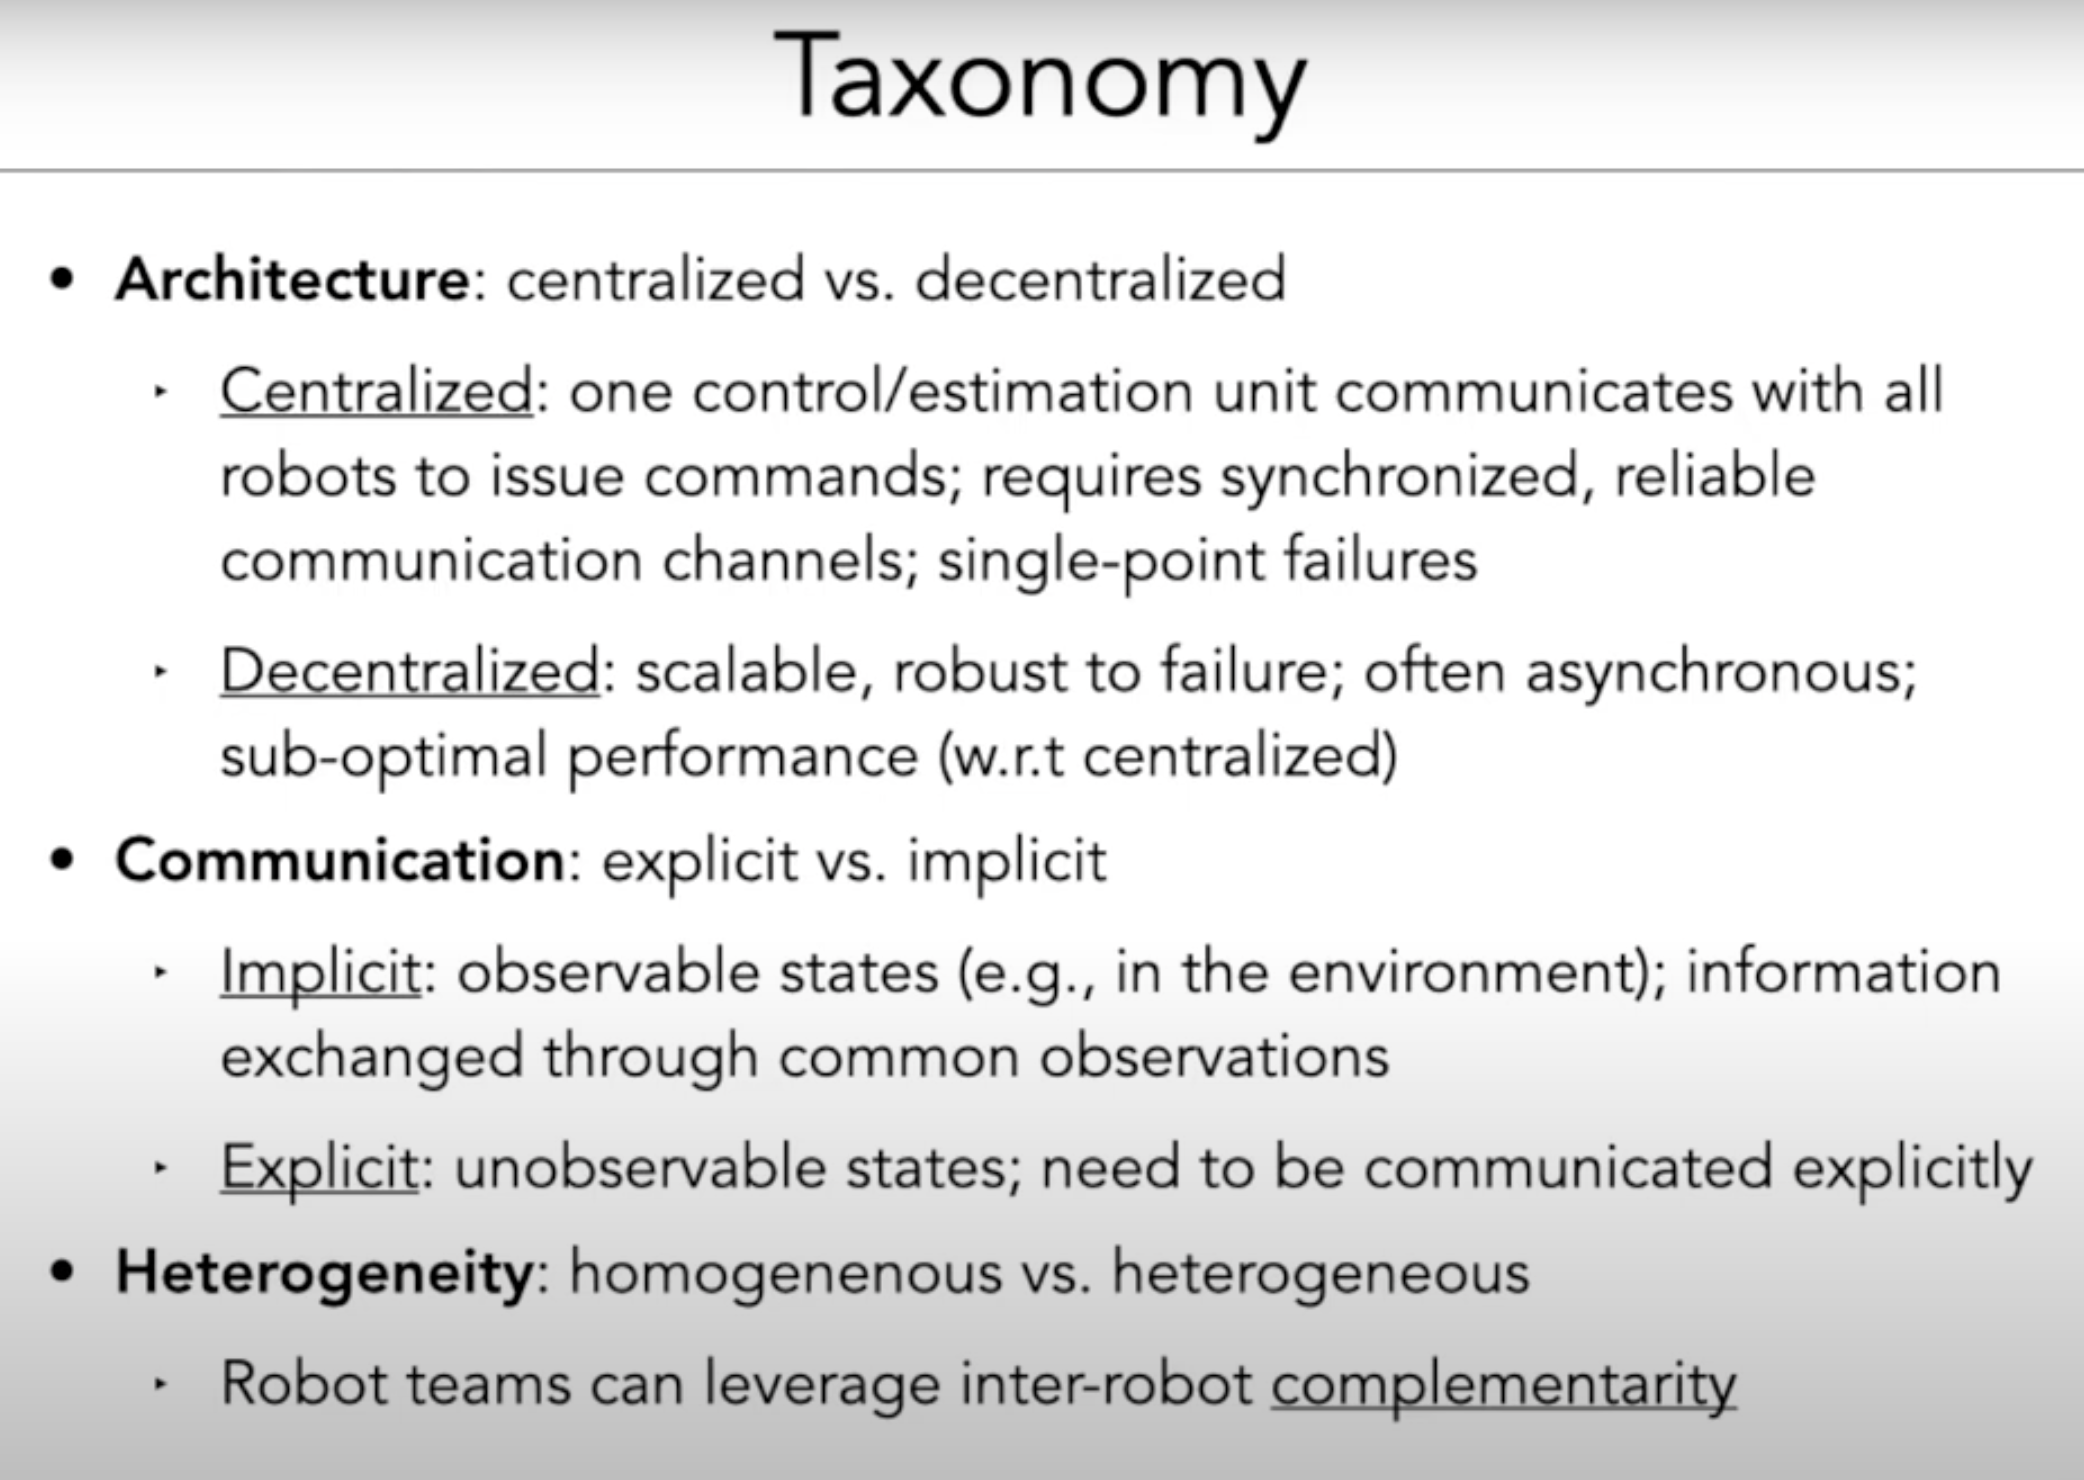 Taxonomy
• Architecture: centralized vs. decentralized
‣ Centralized: one control/estimation unit communicates with all
robots to issue commands; requires synchronized, reliable
communication channels; single-point failures
‣ Decentralized: scalable, robust to failure; often asynchronous;
sub-optimal performance (w.r.t centralized)
• Communication: explicit vs. implicit
‣ Implicit: observable states (e.g., in the environment); information
exchanged through common observations
‣ Explicit: unobservable states; need to be communicated explicitly
• Heterogeneity: homogenenous vs. heterogeneous
‣ Robot teams can leverage inter-robot complementarity